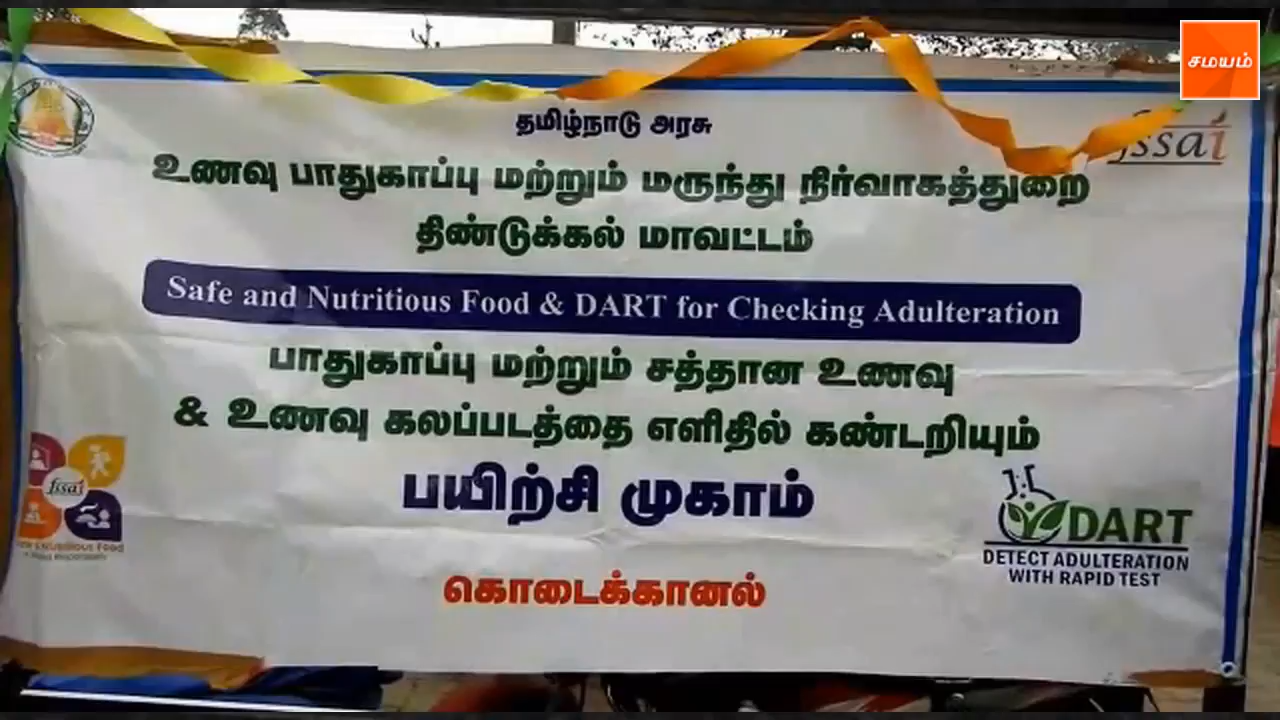 சமயம்
தமிழ்நாடு அரசு
fssai
உணவு பாதுகாப்பு மற்றும் மருந்து நிர்வாகத்துறை
திண்டுக்கல் மாவட்டம்
Safe and Nutritious Food & DART for Checking Adulteration
பாதுகாப்பு மற்றும் சத்தான உணவு
& உணவு கலப்படத்தை எளிதில் கண்டறியும்
பயிற்சி முகாம்
fssai
DART
DETECT ADULTERATION
WITH RAPID TEST
கொடைக்கானல்